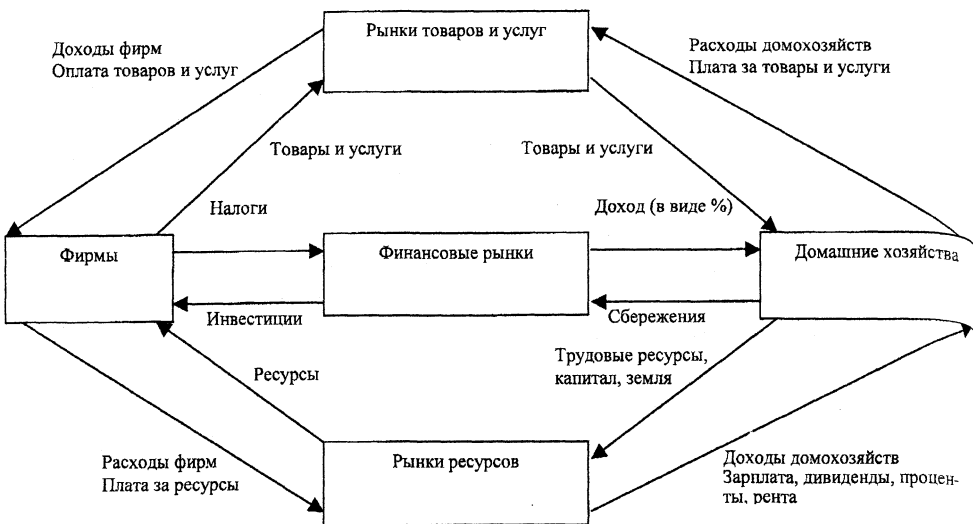 Рынки товаров и услуг
Доходы фирм
Оплата товаров и услуг
Расходы домохозяйств
Плата за товары и услуги
Товары и услуги
Товары и услуги
Налоги
Доход (в виде %)
Фирмы
Финансовые рынки
Домашние хозяйства
Инвестиции
Сбережения
Ресурсы
Трудовые ресурсы,
капитал, земля
Рынки ресурсов
Расходы фирм
Плата за ресурсы
Доходы домохозяйств
Зарплата, дивиденды, процен-
ты, рента